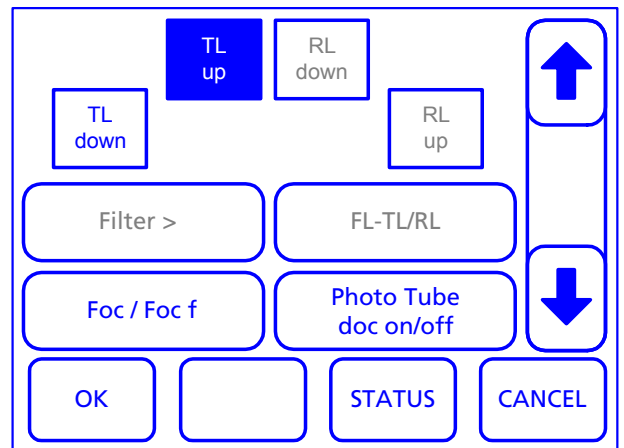 TL
up
RL
down
TL
down
RL
up
Filter >
FL-TL/RL
Foc / Foc f
Photo Tube
doc on/off
OK
STATUS
CANCEL